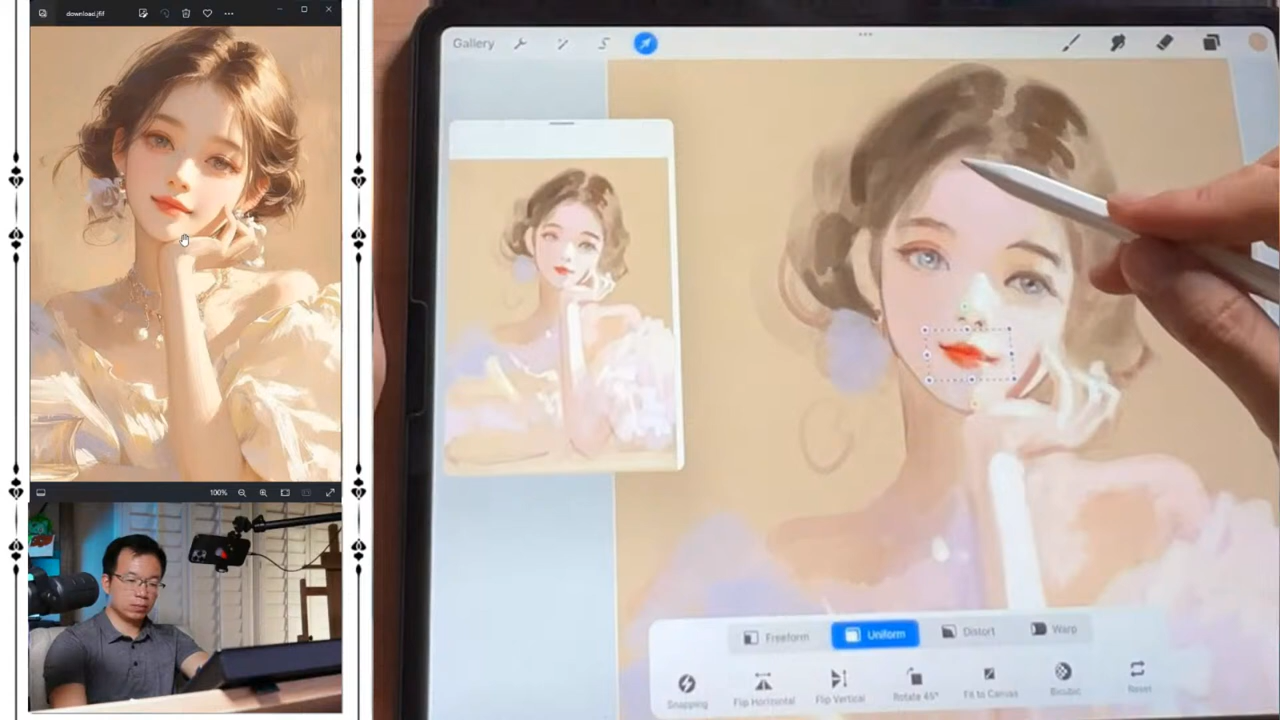 download.jfif
100%
Gallery
Freeform
Uniform
Distort
Warp
Snapping
Flip Horizontal
Flip Vertical
Rotate 45°
Fit to Canvas
Bicubic
Reset